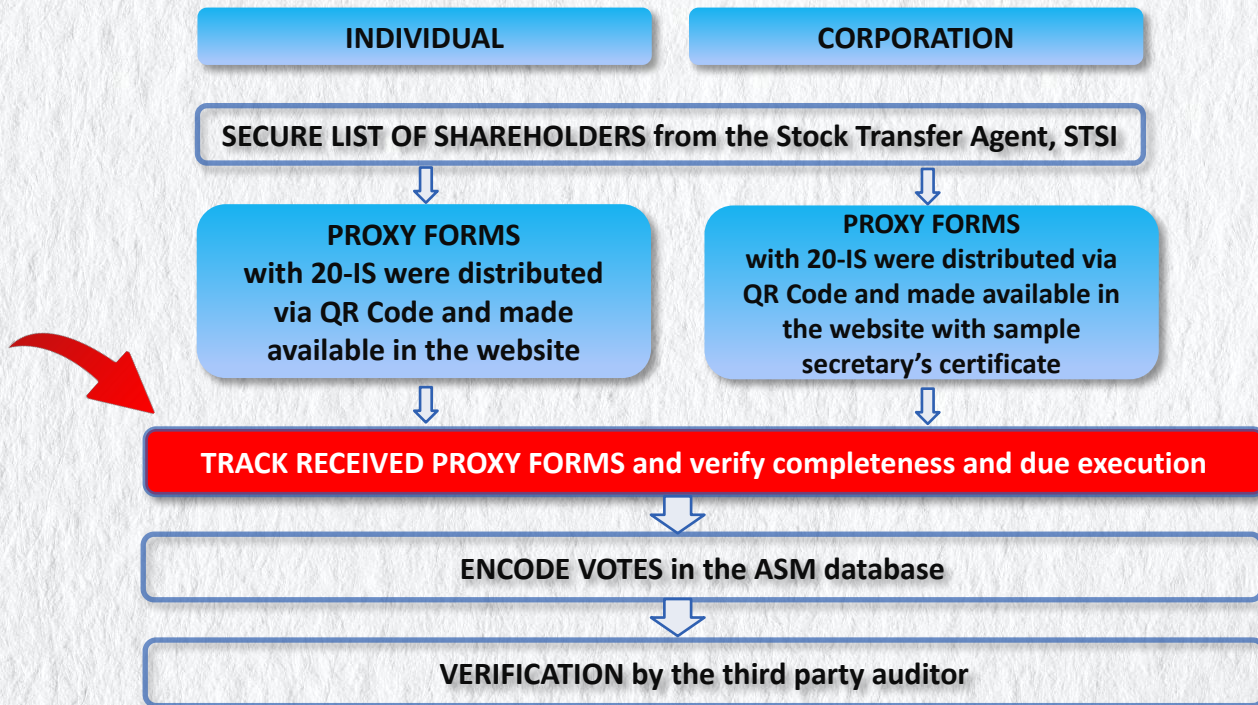 INDIVIDUAL
CORPORATION
SECURE LIST OF SHAREHOLDERS from the Stock Transfer Agent, STSI
PROXY FORMS
with 20-IS were distributed
via QR Code and made
available in the website
PROXY FORMS
with 20-IS were distributed via
QR Code and made available in
the website with sample
secretary’s certificate
TRACK RECEIVED PROXY FORMS and verify completeness and due execution
ENCODE VOTES in the ASM database
VERIFICATION by the third party auditor